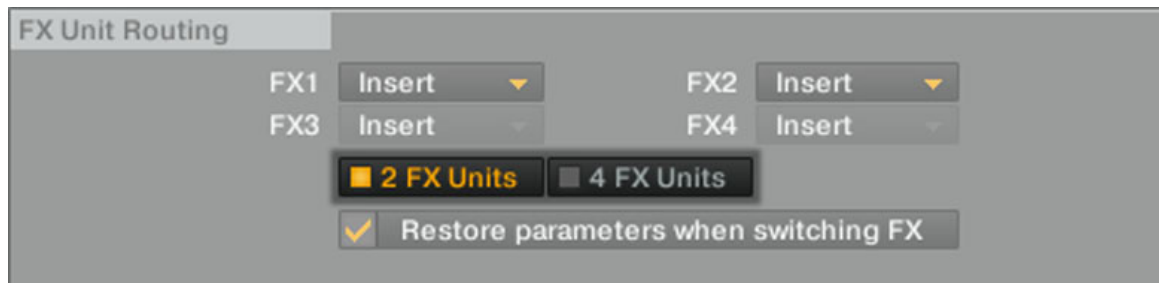 FX Unit Routing
FX1 Insert FX2 Insert
FX3 Insert FX4 Insert
2 FX Units 4 FX Units
Restore parameters when switching FX